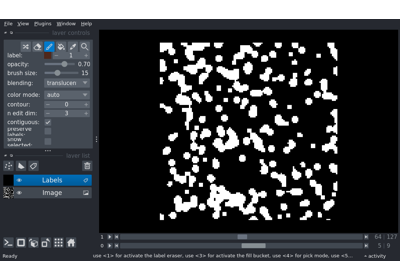 File View Plugins Window Help
layer controls
label: 1
opacity: 0.70
brush size: 15
blending: translucen
color mode: auto
contour: 0
n edit dim: 3
contiguous:
preserve labels:
show selected:
layer list
Labels
Image
1 64 127
0 5 9
Ready use <1> for activate the label eraser, use <3> for activate the fill bucket, use <4> for pick mode, use <5... activity